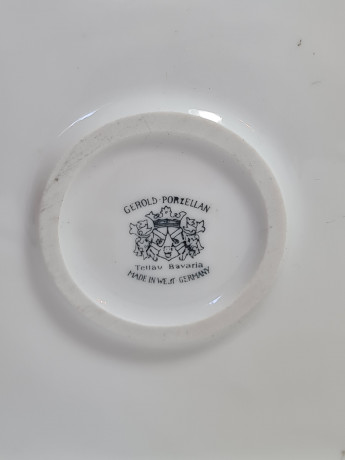 GEROLD PORZELLAN
Tettau Bavaria
MADE IN WEST GERMANY